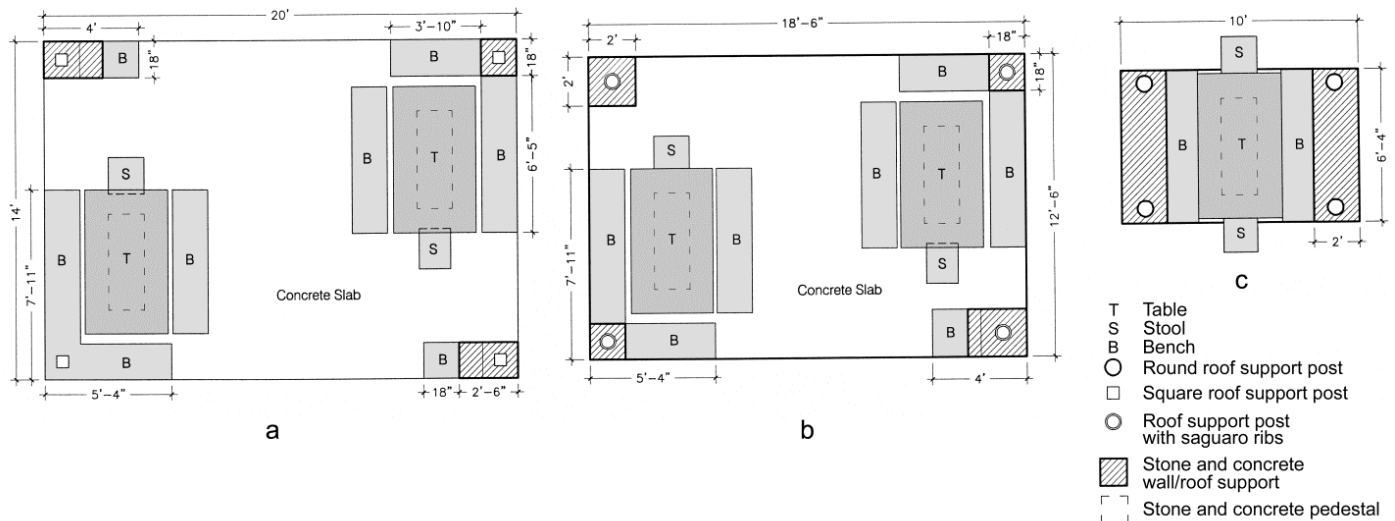 20'
4'
3'-10"
18"
18"
B
B
B
T
B
6'-5"
S
14'
7'-11"
S
B
T
B
S
Concrete Slab
B
B
5'-4"
18"
2'-6"
a
18'-6"
2'
18"
2'
18"
B
B
T
B
S
7'-11"
B
T
B
12'-6"
S
Concrete Slab
B
B
5'-4"
4'
b
10'
S
B
T
B
6'-4"
S
2'
c
T Table
S Stool
B Bench
Round roof support post
Square roof support post
Roof support post
with saguaro ribs
Stone and concrete
wall/roof support
Stone and concrete pedestal